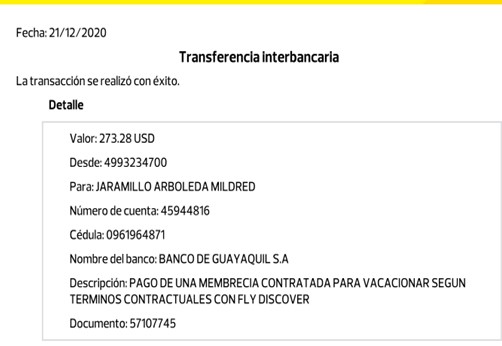 Fecha: 21/12/2020
Transferencia interbancaria
La transacción se realizó con éxito.
Detalle
Valor: 273.28 USD
Desde: 4993234700
Para: JARAMILLO ARBOLEDA MILDRED
Número de cuenta: 45944816
Cédula: 0961964871
Nombre del banco: BANCO DE GUAYAQUIL S.A
Descripción: PAGO DE UNA MEMBRECIA CONTRATADA PARA VACACIONAR SEGUN
TERMINOS CONTRACTUALES CON FLY DISCOVER
Documento: 57107745